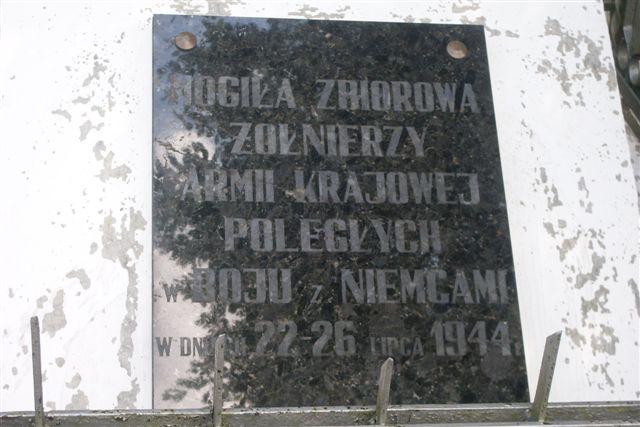 MOGIŁA ZBIOROWA
ŻOŁNIERZY
ARMII KRAJOWEJ
POLEGŁYCH
W BOJU Z NIEMCAMI
W DNIACH 22-26 LIPCA 1944 R.